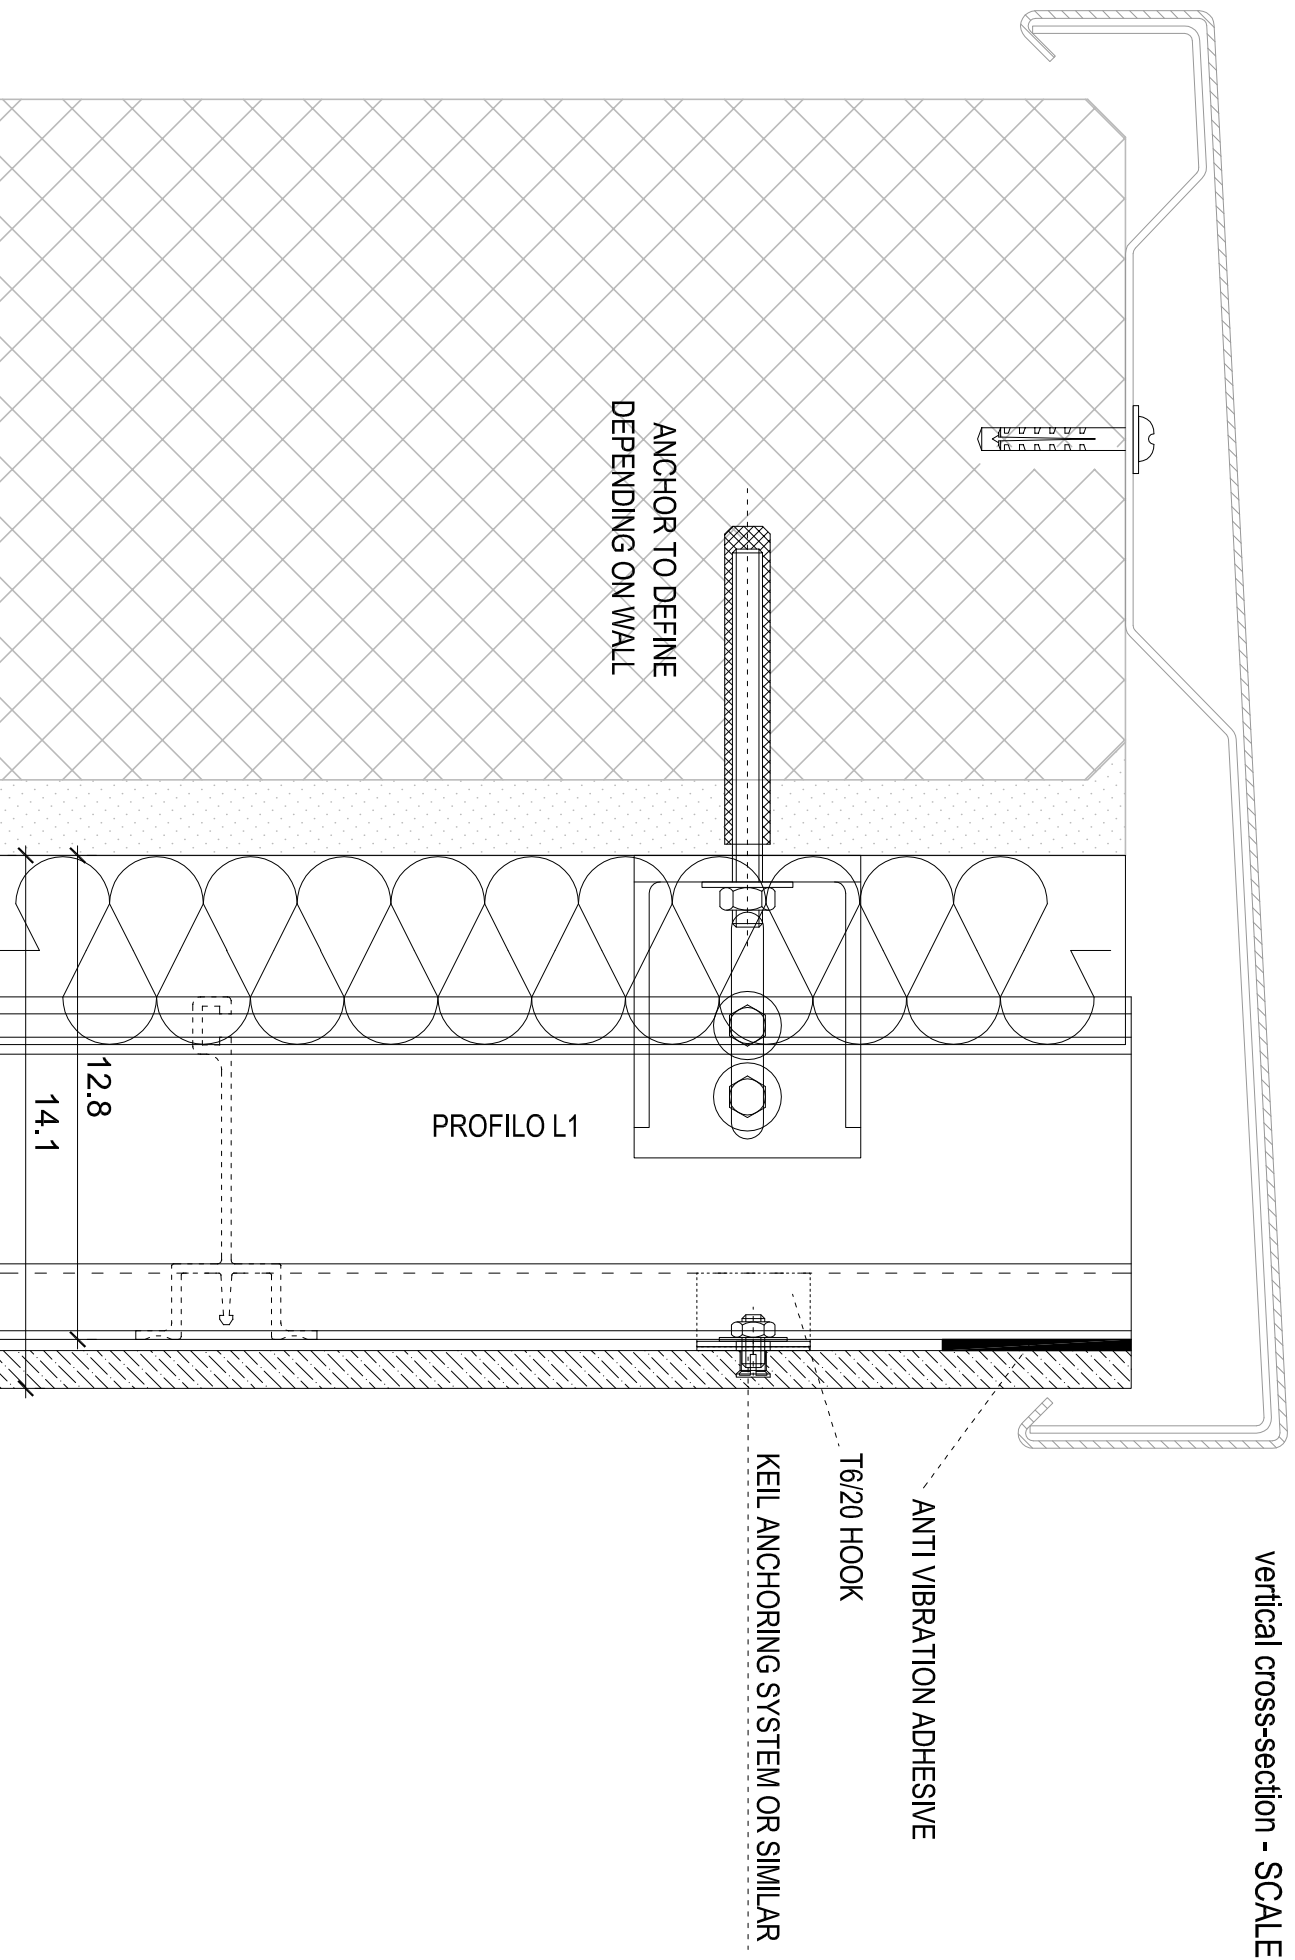 vertical cross-section - SCALE
ANTI VIBRATION ADHESIVE
T6/20 HOOK
KEIL ANCHORING SYSTEM OR SIMILAR
ANCHOR TO DEFINE
DEPENDING ON WALL
PROFILO L1
12.8
14.1